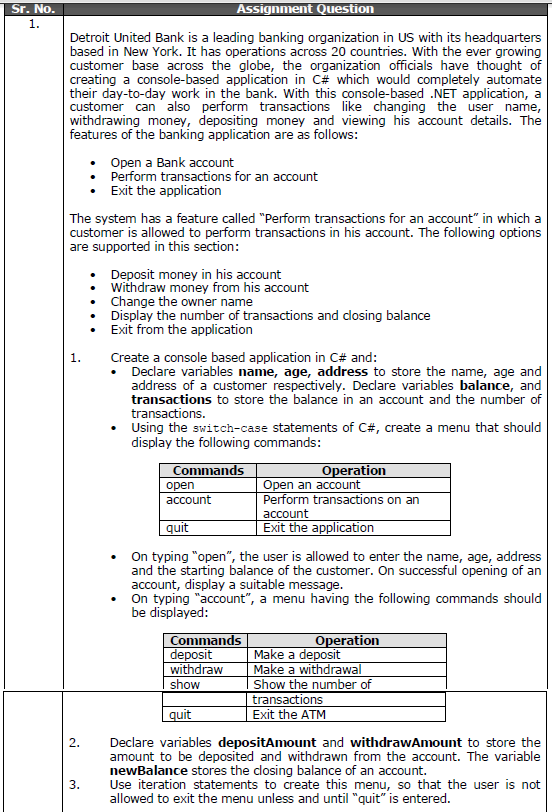 Sr. No. Assignment Question
1.
Detroit United Bank is a leading banking organization in US with its headquarters
based in New York. It has operations across 20 countries. With the ever growing
customer base across the globe, the organization officials have thought of
creating a console-based application in C# which would completely automate
their day-to-day work in the bank. With this console-based .NET application, a
customer can also perform transactions like changing the user name,
withdrawing money, depositing money and viewing his account details. The
features of the banking application are as follows:
• Open a Bank account
• Perform transactions for an account
• Exit the application
The system has a feature called “Perform transactions for an account” in which a
customer is allowed to perform transactions in his account. The following options
are supported in this section:
• Deposit money in his account
• Withdraw money from his account
• Change the owner name
• Display the number of transactions and closing balance
• Exit from the application
1. Create a console based application in C# and:
• Declare variables name, age, address to store the name, age and
address of a customer respectively. Declare variables balance, and
transactions to store the balance in an account and the number of
transactions.
• Using the switch-case statements of C#, create a menu that should
display the following commands:
Commands Operation
open Open an account
account Perform transactions on an
account
quit Exit the application
• On typing “open”, the user is allowed to enter the name, age, address
and the starting balance of the customer. On successful opening of an
account, display a suitable message.
• On typing “account”, a menu having the following commands should
be displayed:
Commands Operation
deposit Make a deposit
withdraw Make a withdrawal
show Show the number of
transactions
quit Exit the ATM
2. Declare variables depositAmount and withdrawAmount to store the
amount to be deposited and withdrawn from the account. The variable
newBalance stores the closing balance of an account.
3. Use iteration statements to create this menu, so that the user is not
allowed to exit the menu unless and until “quit” is entered.